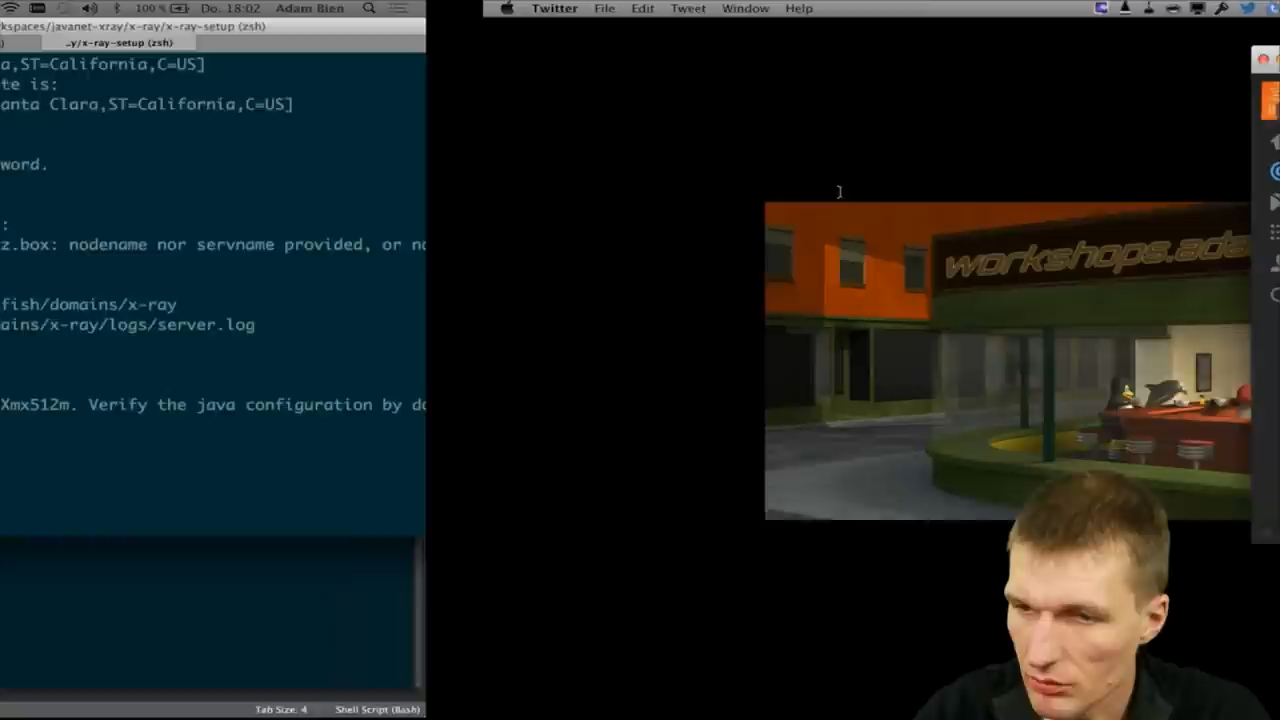 100 % Do. 18:02 Adam Bien
Twitter File Edit Tweet Window Help
kspaces/javanet-xray/x-ray/x-ray-setup (zsh)
..y/x-ray-setup (zsh)
a,ST=California,C=US]
te is:
anta Clara,ST=California,C=US]
word.
:
z.box: nodename nor servname provided, or no
fish/domains/x-ray
ains/x-ray/logs/server.log
Xmx512m. Verify the java configuration by do
workshops.ada
Tab Size: 4 Shell Script (Bash)